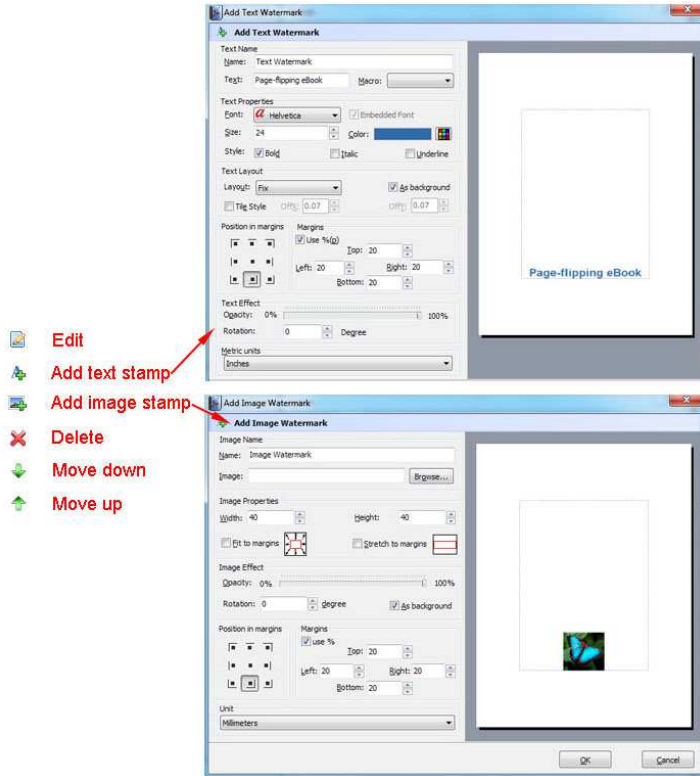 Add Text Watermark
Add Text Watermark
Text Name
Name: Text Watermark
Text: Page-flipping eBook Macro:
Text Properties
Font: a Helvetica Embedded Font
Size: 24 Color:
Style: Bold Italic Underline
Text Layout
Layout: Fix As background
Tile Style 0.07 0.07
Position in margins Margins
Use %(p)
Top: 20
Left: 20 Right: 20
Bottom: 20
Text Effect
Opacity: 0% 100%
Rotation: 0 Degree
Metric units
Inches
Page-flipping eBook
Edit
Add text stamp
Add image stamp
Delete
Move down
Move up
Add Image Watermark
Add Image Watermark
Image Name
Name: Image Watermark
Image: Browse...
Image Properties
Width: 40 Height: 40
Fit to margins Stretch to margins
Image Effect
Opacity: 0% 100%
Rotation: 0 degree As background
Position in margins Margins
use %
Top: 20
Left: 20 Right: 20
Bottom: 20
Unit
Millimeters
OK Cancel